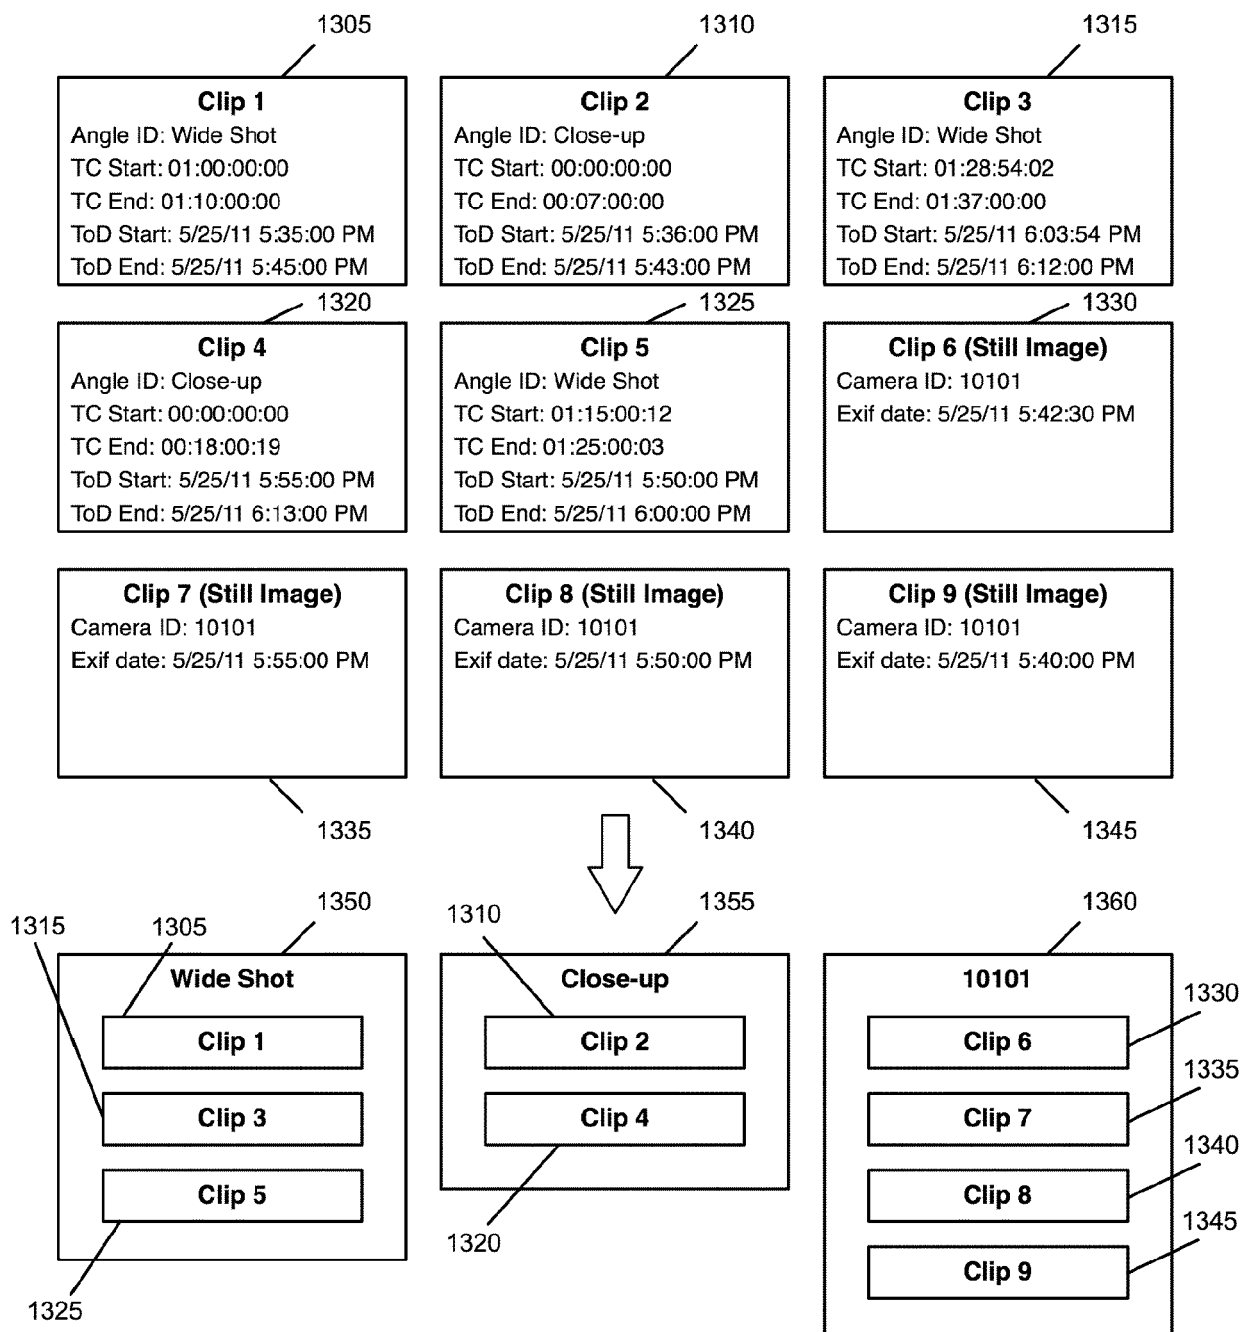 1305
1310
1315
Clip 1
Angle ID: Wide Shot
TC Start: 01:00:00:00
TC End: 01:10:00:00
ToD Start: 5/25/11 5:35:00 PM
ToD End: 5/25/11 5:45:00 PM
Clip 2
Angle ID: Close-up
TC Start: 00:00:00:00
TC End: 00:07:00:00
ToD Start: 5/25/11 5:36:00 PM
ToD End: 5/25/11 5:43:00 PM
Clip 3
Angle ID: Wide Shot
TC Start: 01:28:54:02
TC End: 01:37:00:00
ToD Start: 5/25/11 6:03:54 PM
ToD End: 5/25/11 6:12:00 PM
1320
1325
1330
Clip 4
Angle ID: Close-up
TC Start: 00:00:00:00
TC End: 00:18:00:19
ToD Start: 5/25/11 5:55:00 PM
ToD End: 5/25/11 6:13:00 PM
Clip 5
Angle ID: Wide Shot
TC Start: 01:15:00:12
TC End: 01:25:00:03
ToD Start: 5/25/11 5:50:00 PM
ToD End: 5/25/11 6:00:00 PM
Clip 6 (Still Image)
Camera ID: 10101
Exif date: 5/25/11 5:42:30 PM
Clip 7 (Still Image)
Camera ID: 10101
Exif date: 5/25/11 5:55:00 PM
Clip 8 (Still Image)
Camera ID: 10101
Exif date: 5/25/11 5:50:00 PM
Clip 9 (Still Image)
Camera ID: 10101
Exif date: 5/25/11 5:40:00 PM
1335
1340
1345
1350
1355
1360
1315
1305
1310
Wide Shot
Clip 1
Clip 3
Clip 5
1325
Close-up
Clip 2
Clip 4
1320
10101
Clip 6
Clip 7
Clip 8
Clip 9
1330
1335
1340
1345